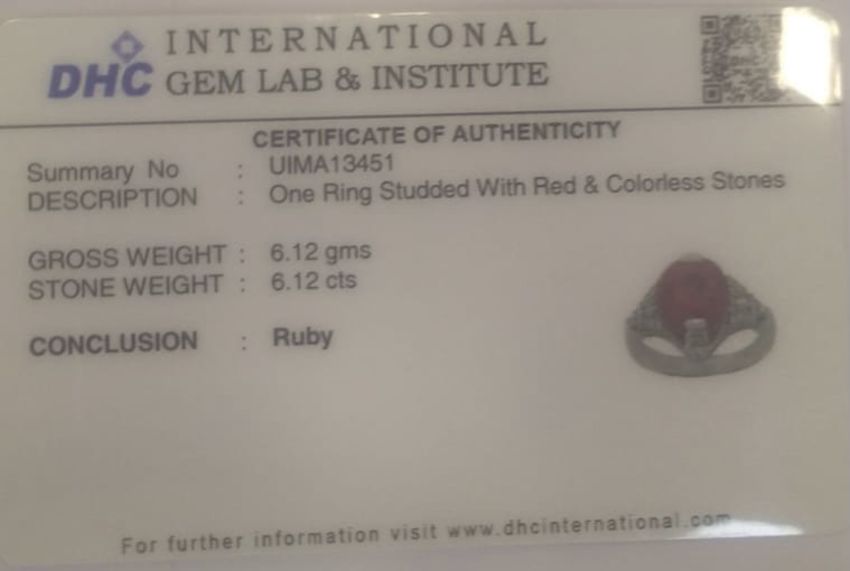 DHC INTERNATIONAL
GEM LAB & INSTITUTE
CERTIFICATE OF AUTHENTICITY
Summary No : UIMA13451
DESCRIPTION : One Ring Studded With Red & Colorless Stones
GROSS WEIGHT : 6.12 gms
STONE WEIGHT : 6.12 cts
CONCLUSION : Ruby
For further information visit www.dhcinternational.com